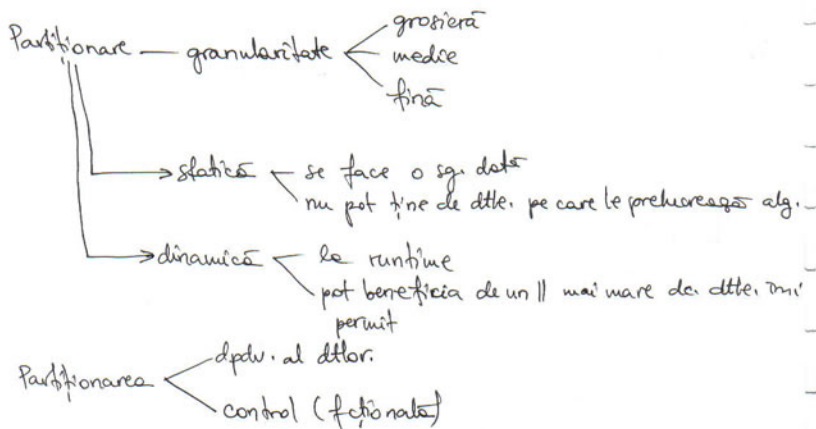 grosieră
Partiționare — granularitate
medie
fină
statică
se face o sg. dată
nu pot ține de dtle. pe care le prelucrează alg.
dinamică
la runtime
pot beneficia de un || mai mare dc. dtle. îmi
permit
Partiționarea
dpdv. al dtlor.
control (fcțională)